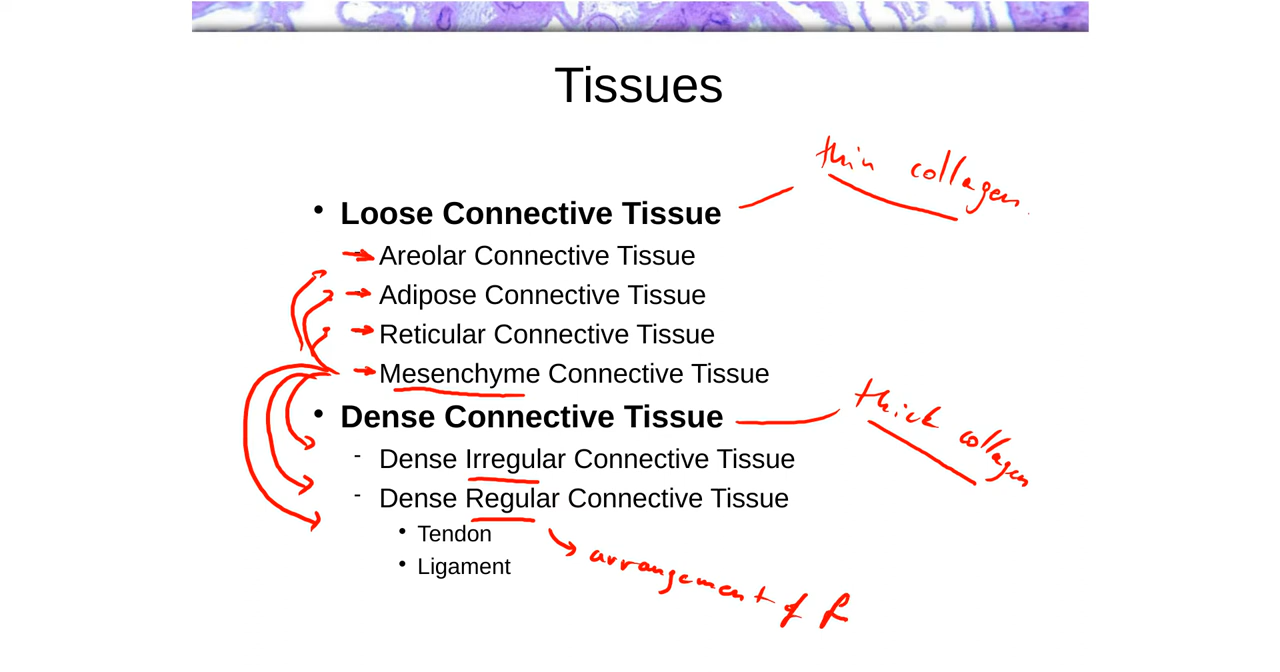 Tissues
thin collagen
• Loose Connective Tissue
Areolar Connective Tissue
Adipose Connective Tissue
Reticular Connective Tissue
Mesenchyme Connective Tissue
• Dense Connective Tissue
thick collagen
- Dense Irregular Connective Tissue
- Dense Regular Connective Tissue
• Tendon
• Ligament
arrangement of f